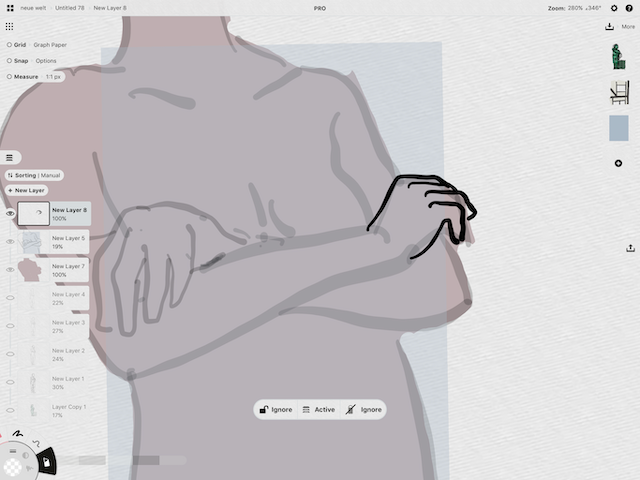 neue welt · Untitled 78 · New Layer 8
PRO
Zoom: 280% ⊿346°
Grid · Graph Paper
More
Snap · Options
Measure · 1:1 px
Sorting | Manual
+ New Layer
New Layer 8
100%
New Layer 5
19%
New Layer 7
100%
New Layer 4
22%
New Layer 3
27%
New Layer 2
24%
New Layer 1
30%
Layer Copy 1
17%
Ignore Active Ignore